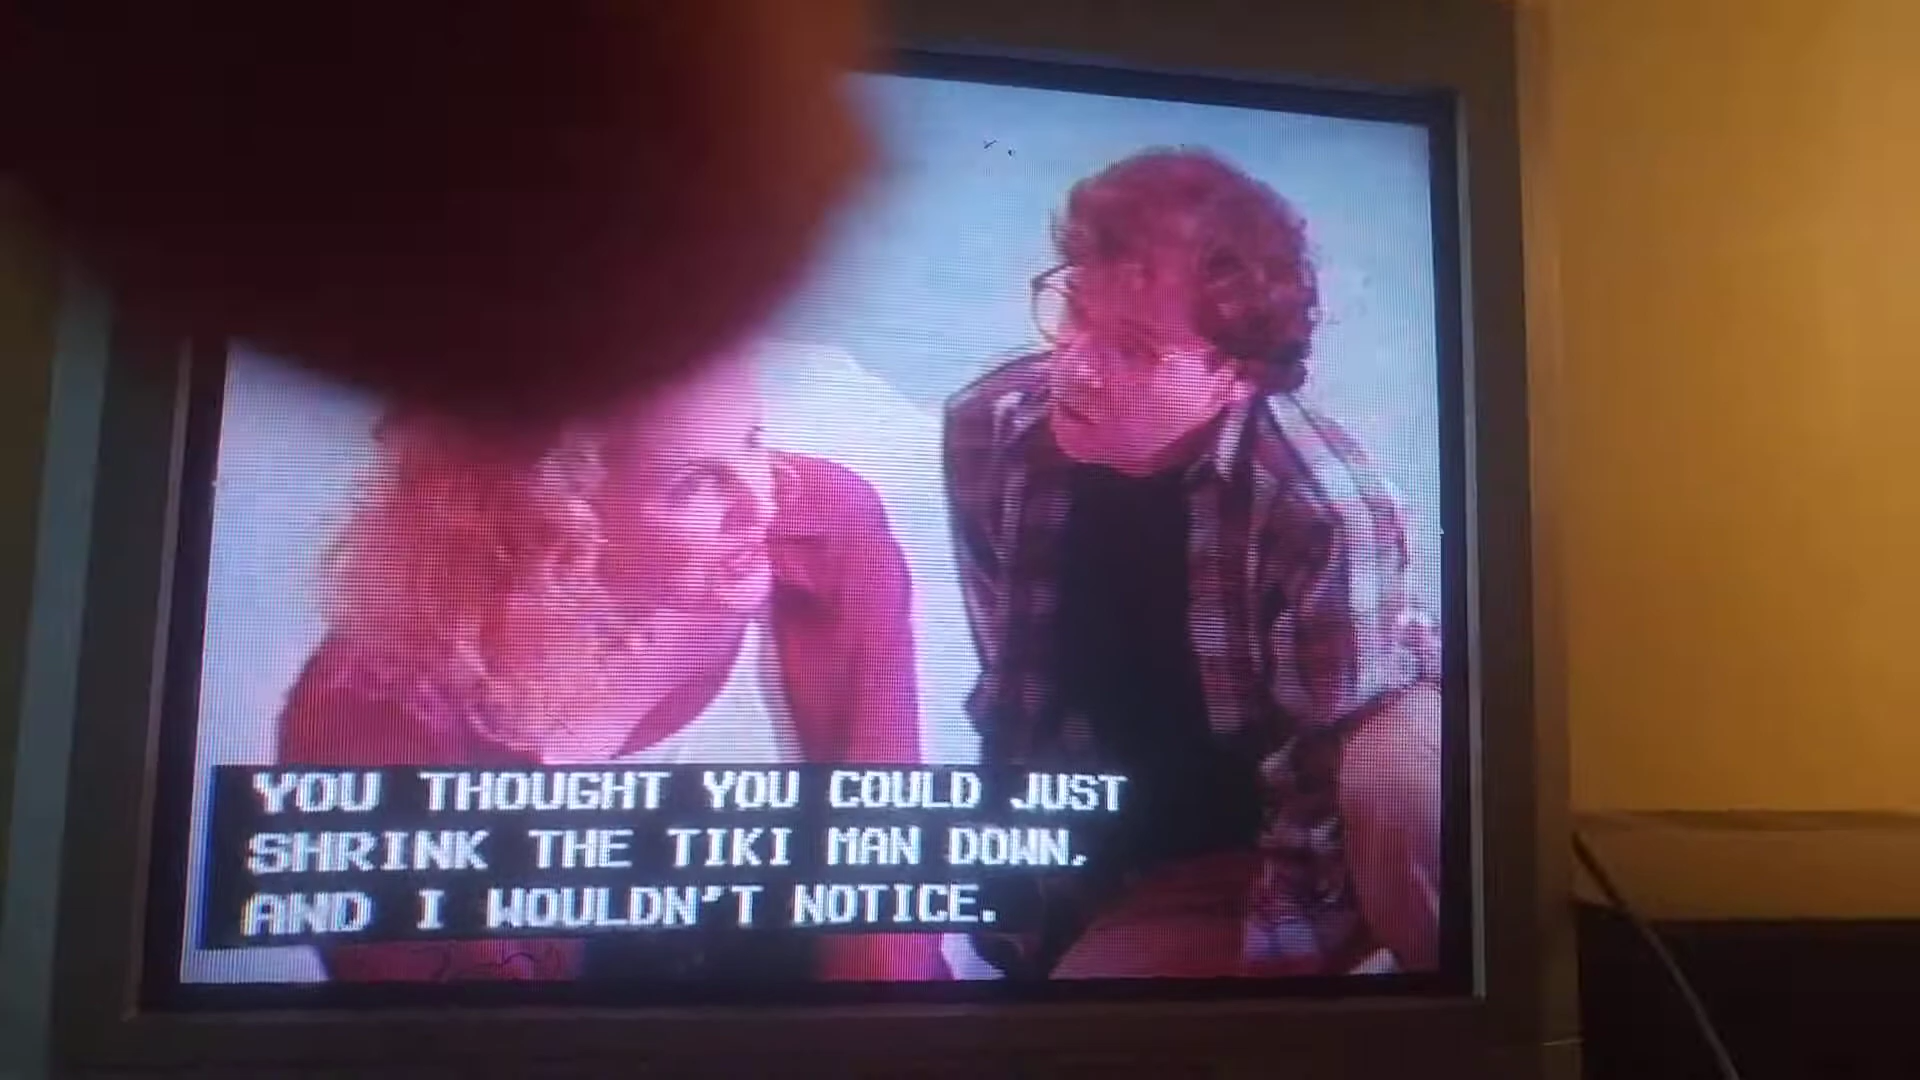 YOU THOUGHT YOU COULD JUST
SHRINK THE TIKI MAN DOWN,
AND I WOULDN'T NOTICE.